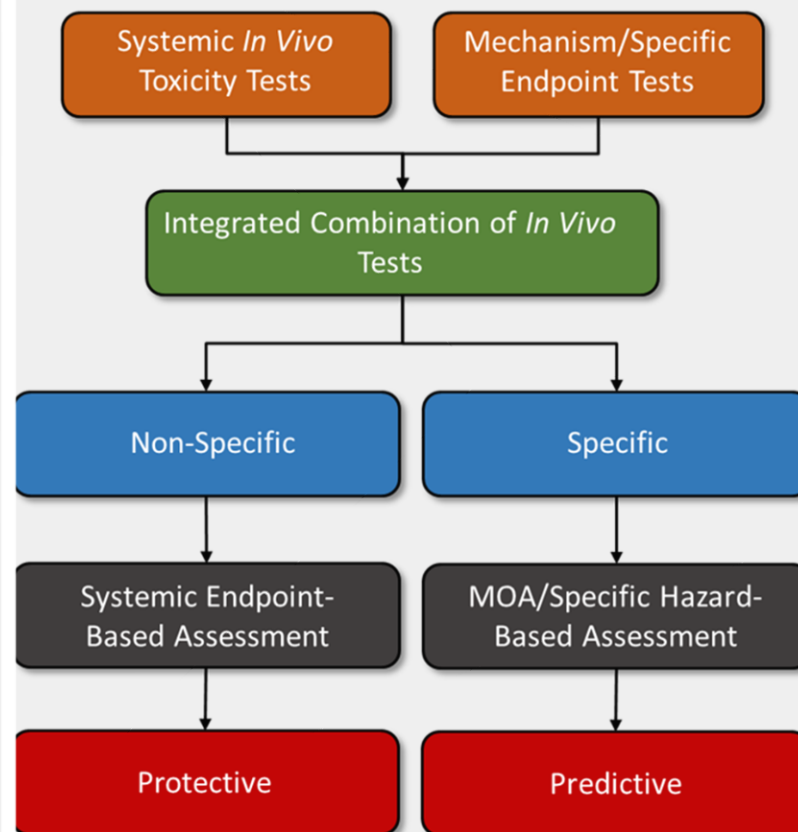 Systemic In Vivo
Toxicity Tests
Mechanism/Specific
Endpoint Tests
Integrated Combination of In Vivo
Tests
Non-Specific
Specific
Systemic Endpoint-
Based Assessment
MOA/Specific Hazard-
Based Assessment
Protective
Predictive